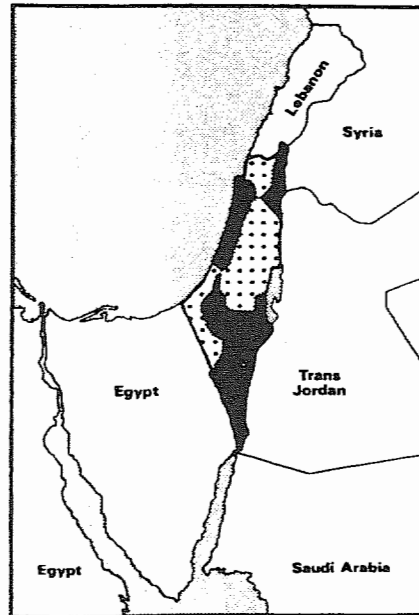 Lebanon
Syria
Egypt
Trans
Jordan
Egypt
Saudi Arabia